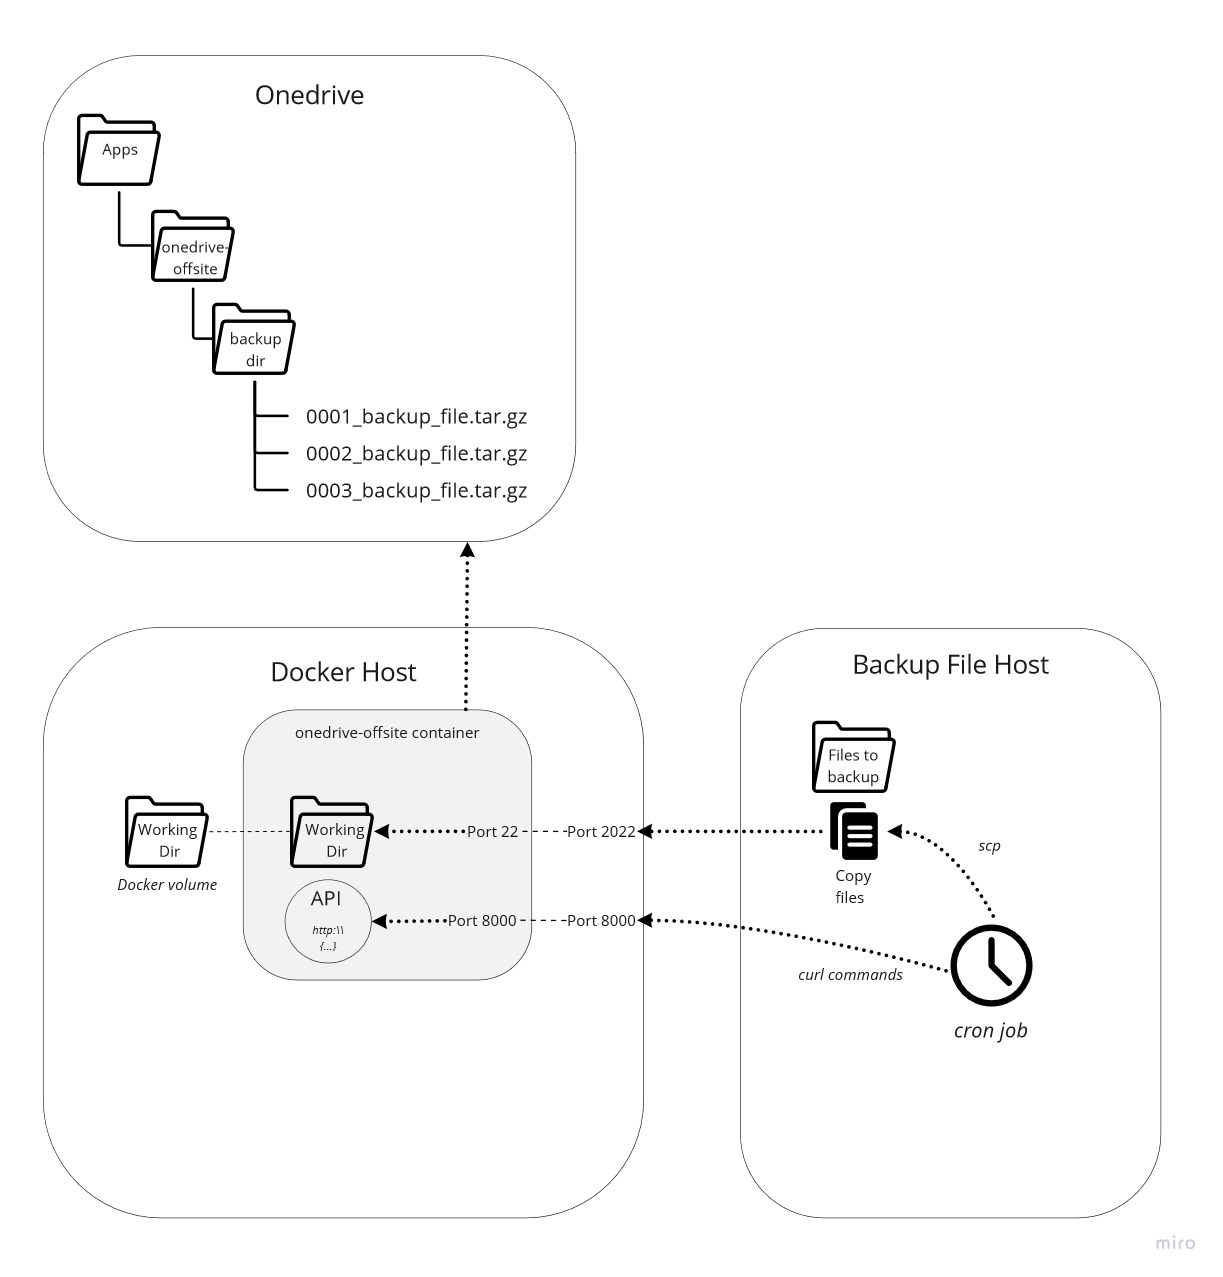 Onedrive
Apps
onedrive-
offsite
backup
dir
0001_backup_file.tar.gz
0002_backup_file.tar.gz
0003_backup_file.tar.gz
Docker Host
onedrive-offsite container
Working
Dir
Docker volume
Working
Dir
Port 22
Port 2022
API
http:\\
{...}
Port 8000
Port 8000
Backup File Host
Files to
backup
Copy
files
scp
curl commands
cron job
miro